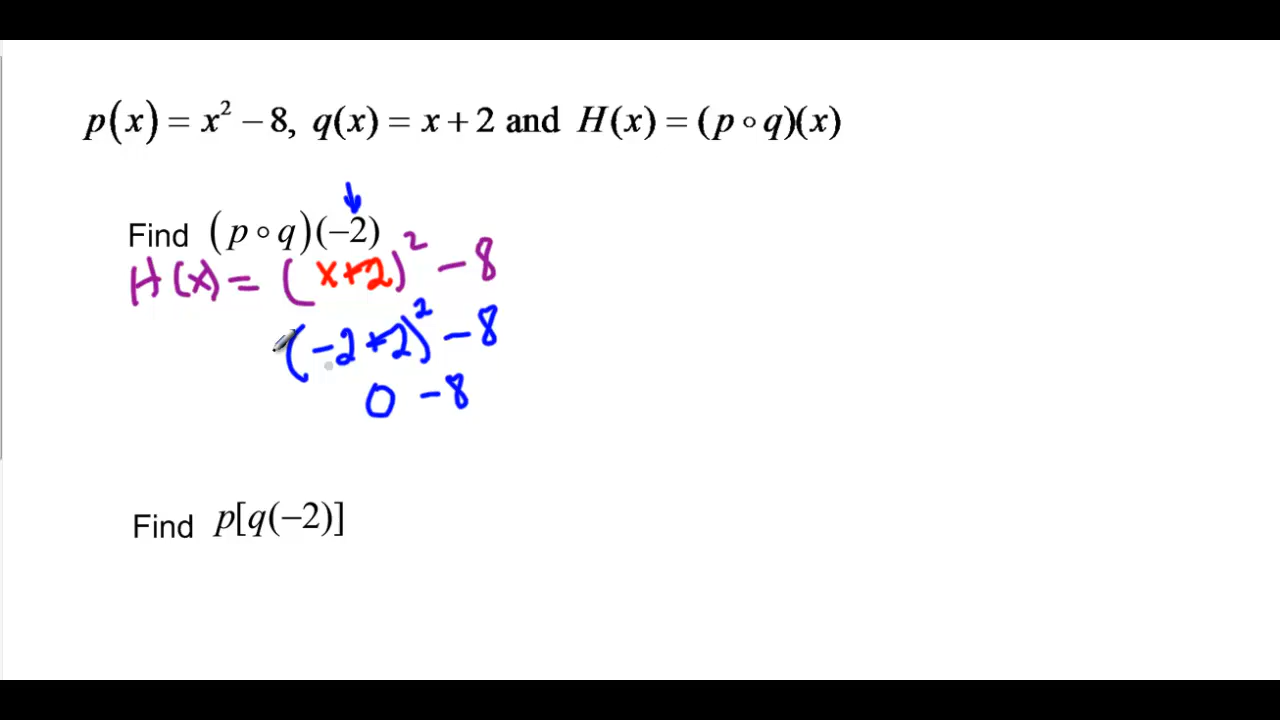 p(x) = x² − 8, q(x) = x + 2 and H(x) = (p ∘ q)(x)
Find (p ∘ q)(−2)
H(x) = (x+2)² − 8
(−2+2)² − 8
0 − 8
Find p[q(−2)]